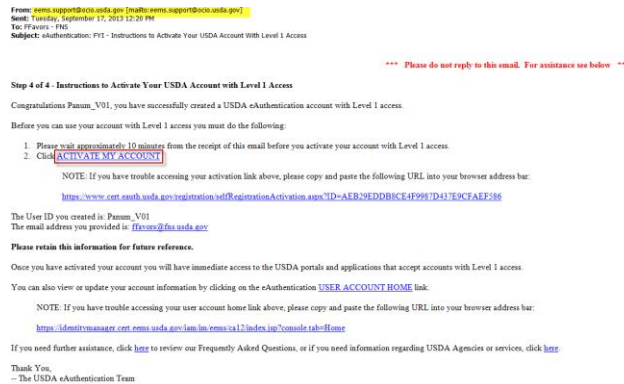 From: eems.support@ocio.usda.gov [mailto:eems.support@ocio.usda.gov]
Sent: Tuesday, September 17, 2013 12:20 PM
To: FFavors - FNS
Subject: eAuthentication: FYI - Instructions to Activate Your USDA Account With Level 1 Access
*** Please do not reply to this email. For assistance see below **
Step 4 of 4 - Instructions to Activate Your USDA Account with Level 1 Access
Congratulations Panum_V01, you have successfully created a USDA eAuthentication account with Level 1 access.
Before you can use your account with Level 1 access you must do the following:
1. Please wait approximately 10 minutes from the receipt of this email before you activate your account with Level 1 access.
2. Click ACTIVATE MY ACCOUNT
NOTE: If you have trouble accessing your activation link above, please copy and paste the following URL into your browser address bar:
https://www.cert.eauth.usda.gov/registration/selfRegistrationActivation.aspx?ID=AEB29EDDB8CE4F9987D437E9CFAEF586
The User ID you created is: Panum_V01
The email address you provided is: ffavors@fns.usda.gov
Please retain this information for future reference.
Once you have activated your account you will have immediate access to the USDA portals and applications that accept accounts with Level 1 access.
You can also view or update your account information by clicking on the eAuthentication USER ACCOUNT HOME link.
NOTE: If you have trouble accessing your user account home link above, please copy and paste the following URL into your browser address bar:
https://identitymanager.cert.eems.usda.gov/iam/im/eems/ca12/index.jsp?console.tab=Home
If you need further assistance, click here to review our Frequently Asked Questions, or if you need information regarding USDA Agencies or services, click here.
Thank You,
-- The USDA eAuthentication Team